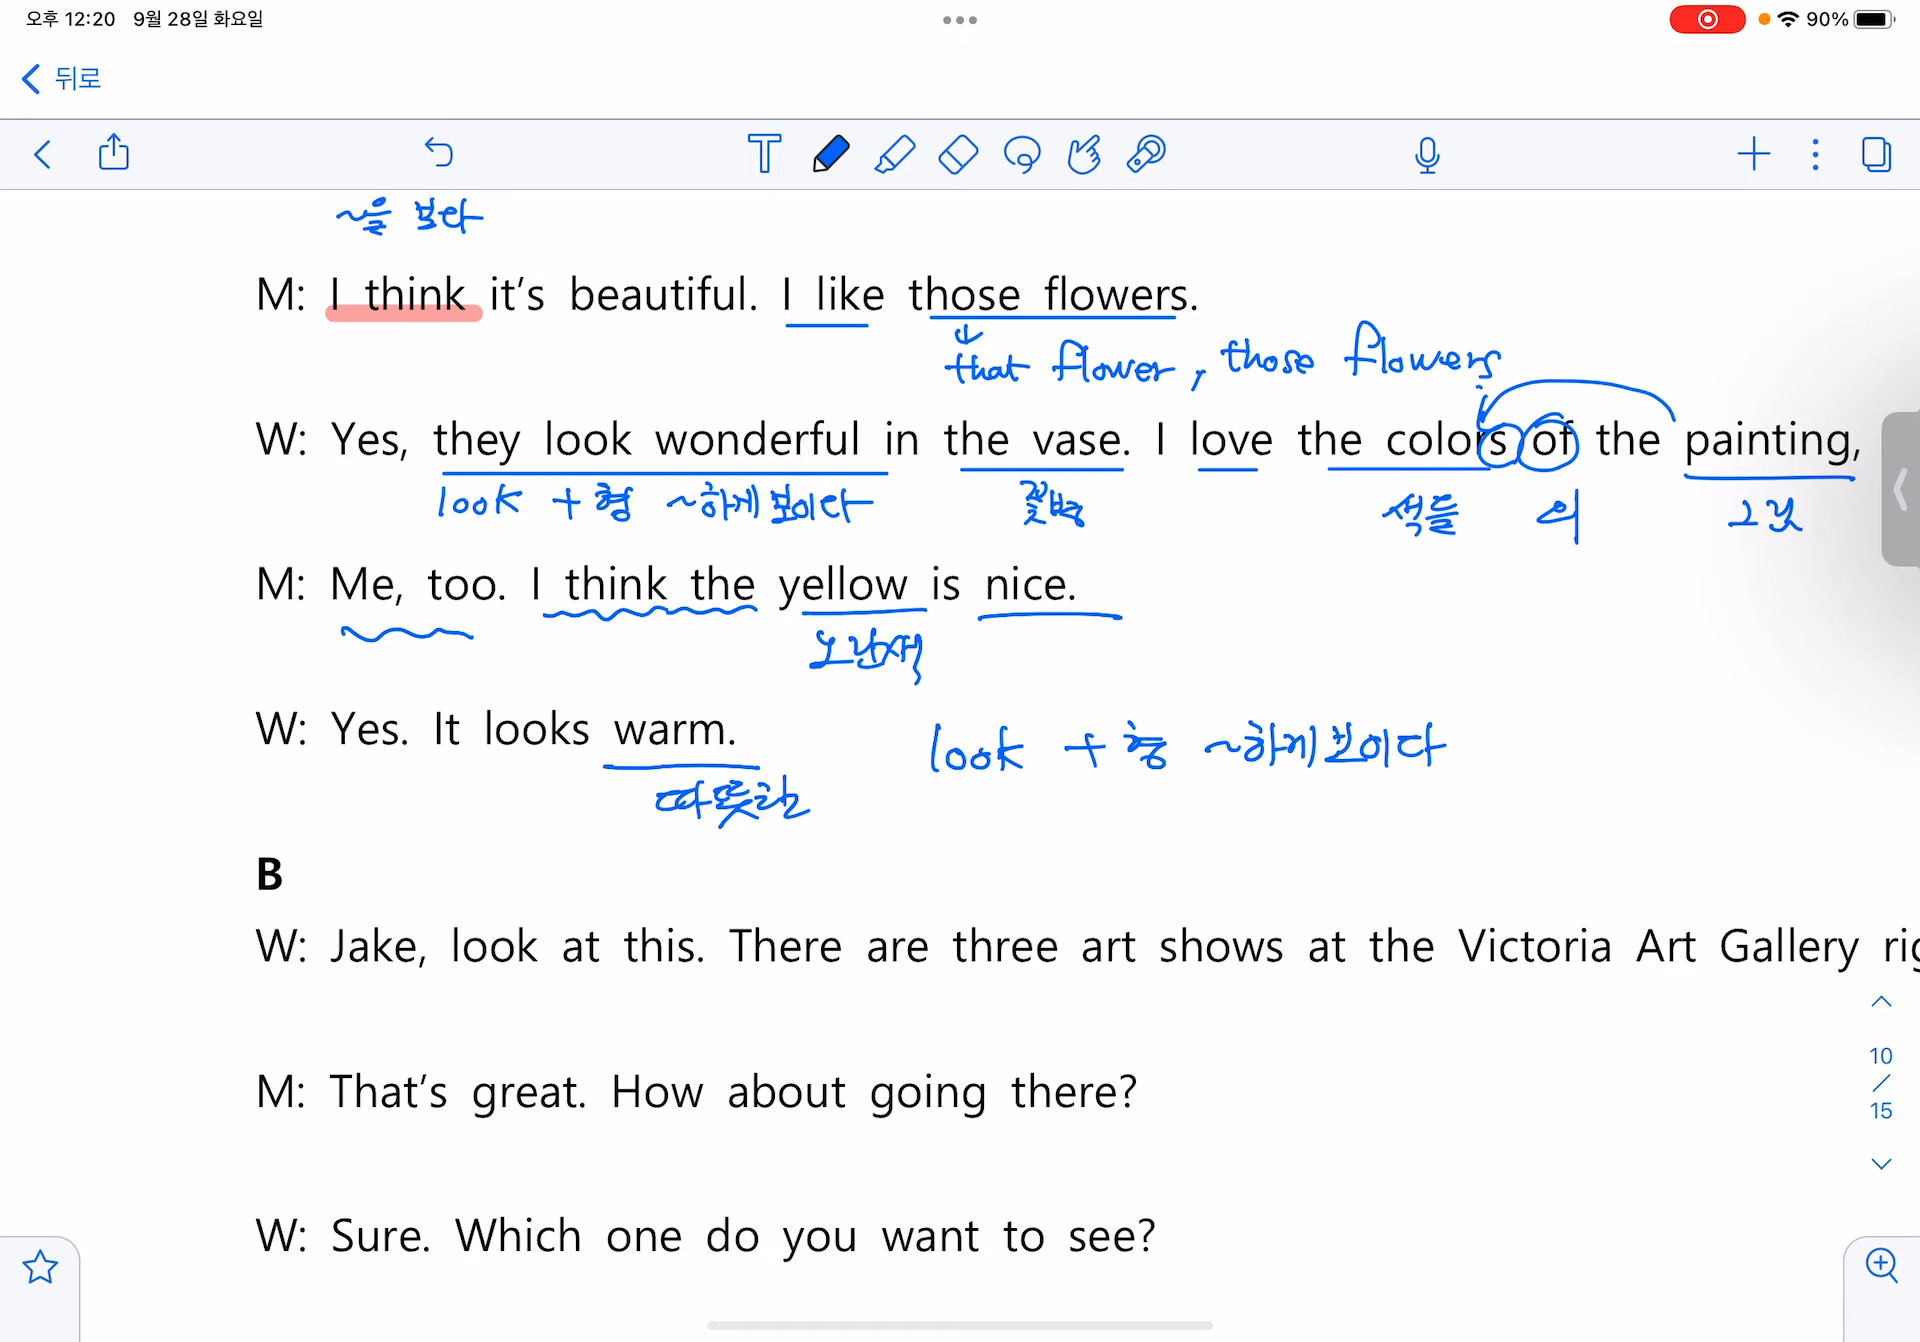 오후 12:20 9월 28일 화요일
90%
뒤로
~을 보다
M: I think it's beautiful. I like those flowers.
that flower, those flowers
W: Yes, they look wonderful in the vase. I love the colors of the painting,
look + 형 ~하게 보이다 꽃병 색들 의 그것
M: Me, too. I think the yellow is nice.
노란색
W: Yes. It looks warm.
look + 형 ~하게 보이다
따뜻한
B
W: Jake, look at this. There are three art shows at the Victoria Art Gallery rig
M: That's great. How about going there?
10
/
15
W: Sure. Which one do you want to see?